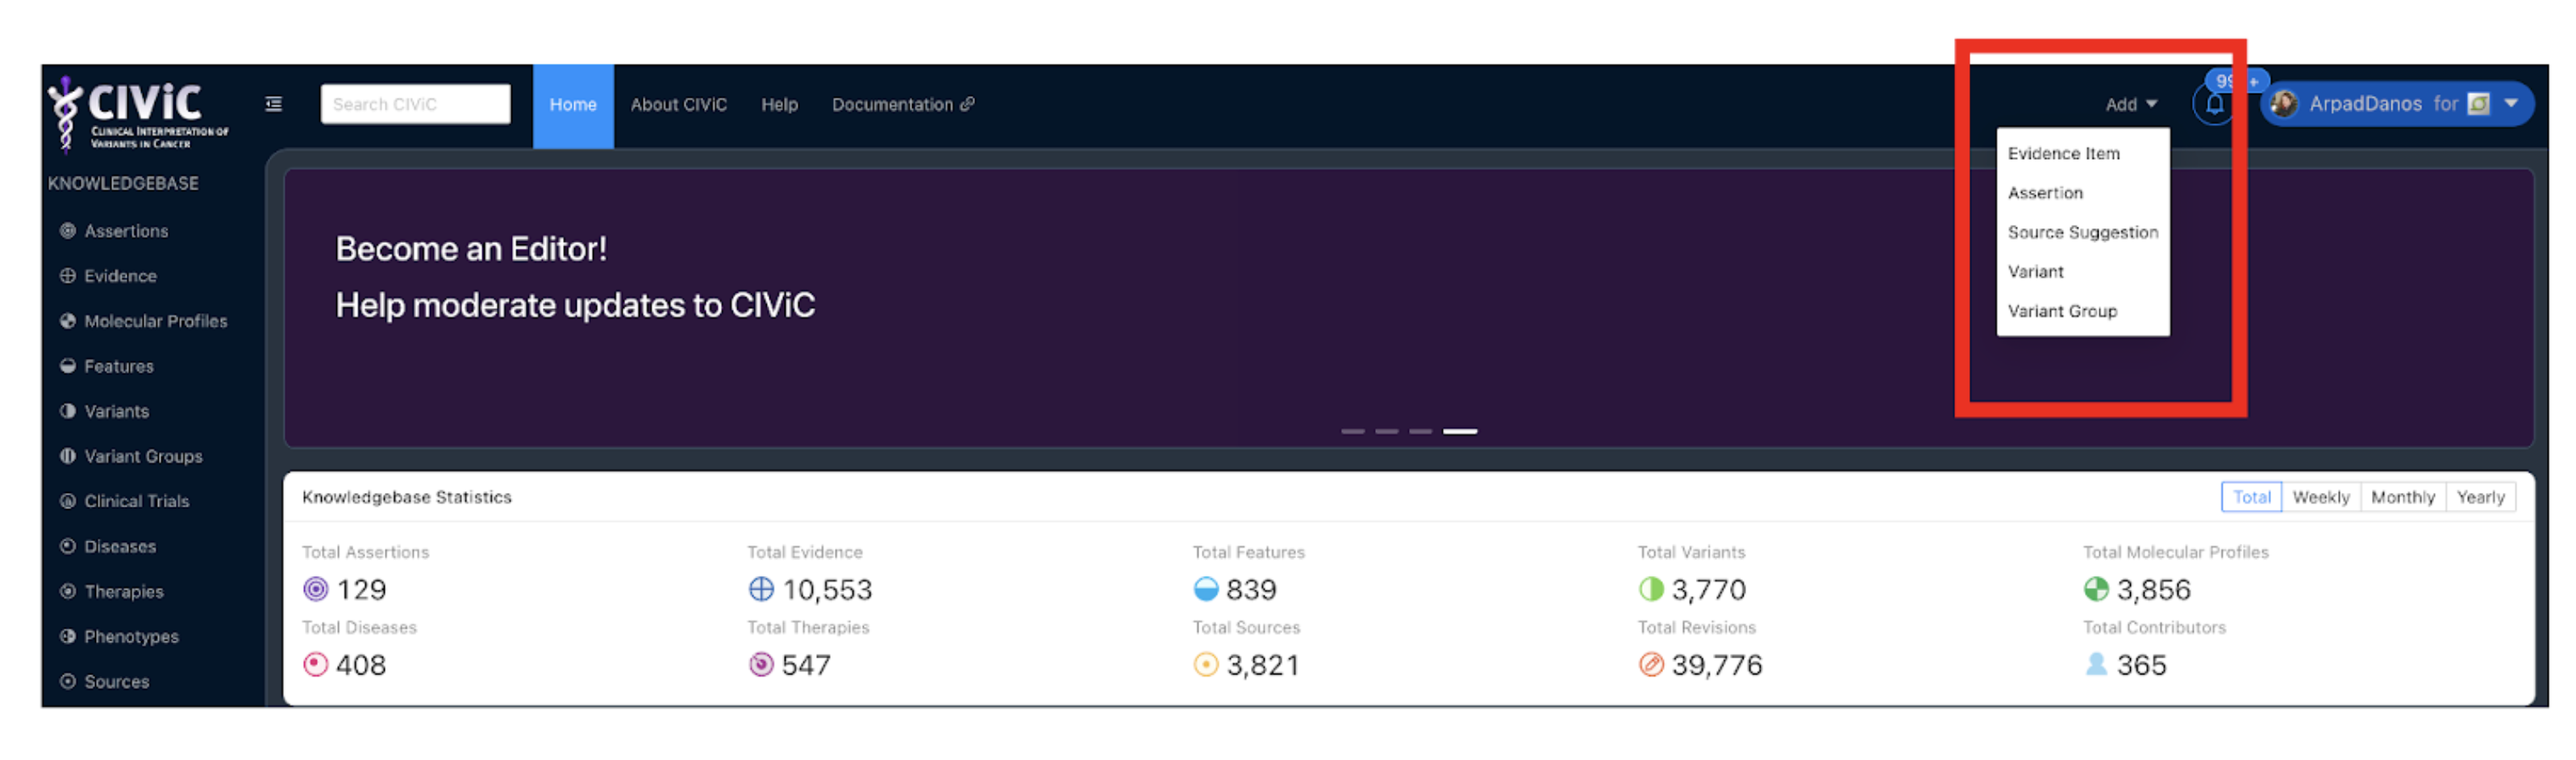 CIViC
CLINICAL INTERPRETATION OF
VARIANTS IN CANCER
Search CIViC
Home
About CIViC
Help
Documentation
Add
ArpadDanos for
Evidence Item
Assertion
Source Suggestion
Variant
Variant Group
KNOWLEDGEBASE
Assertions
Evidence
Molecular Profiles
Features
Variants
Variant Groups
Clinical Trials
Diseases
Therapies
Phenotypes
Sources
Become an Editor!
Help moderate updates to CIViC
Knowledgebase Statistics
Total Weekly Monthly Yearly
Total Assertions
129
Total Evidence
10,553
Total Features
839
Total Variants
3,770
Total Molecular Profiles
3,856
Total Diseases
408
Total Therapies
547
Total Sources
3,821
Total Revisions
39,776
Total Contributors
365